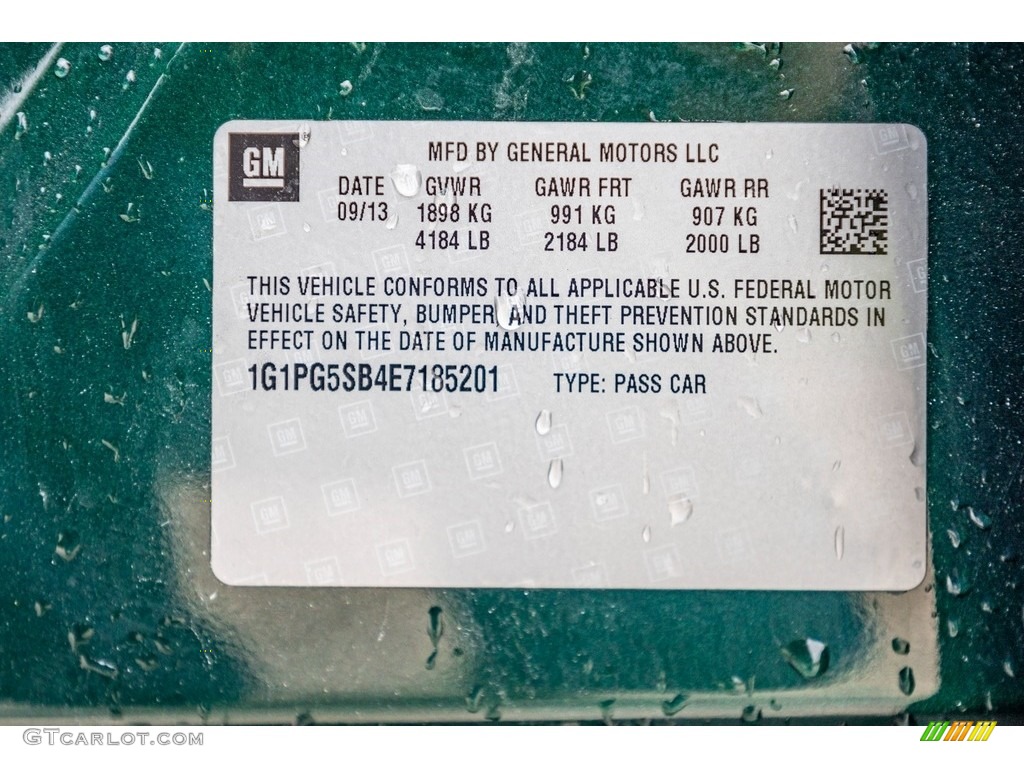 GM
MFD BY GENERAL MOTORS LLC
DATE GVWR GAWR FRT GAWR RR
09/13 1898 KG 991 KG 907 KG
4184 LB 2184 LB 2000 LB
THIS VEHICLE CONFORMS TO ALL APPLICABLE U.S. FEDERAL MOTOR
VEHICLE SAFETY, BUMPER, AND THEFT PREVENTION STANDARDS IN
EFFECT ON THE DATE OF MANUFACTURE SHOWN ABOVE.
1G1PG5SB4E7185201 TYPE: PASS CAR
GTCARLOT.COM